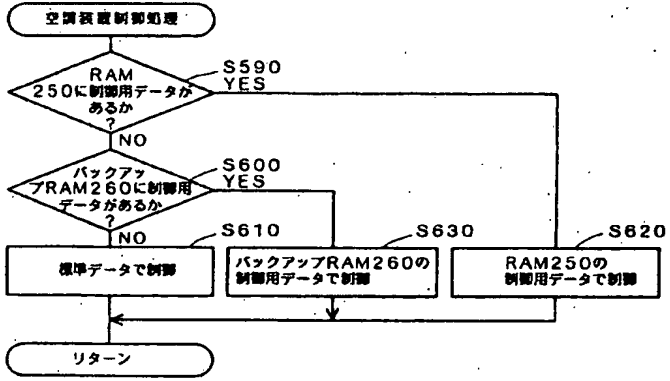 空調装置制御処理
S590
YES
RAM
250に制御用データが
あるか
?
NO
S600
YES
バックアッ
プRAM260に制御用
データがあるか
?
NO
S610
標準データで制御
S630
バックアップRAM260の
制御用データで制御
S620
RAM250の
制御用データで制御
リターン